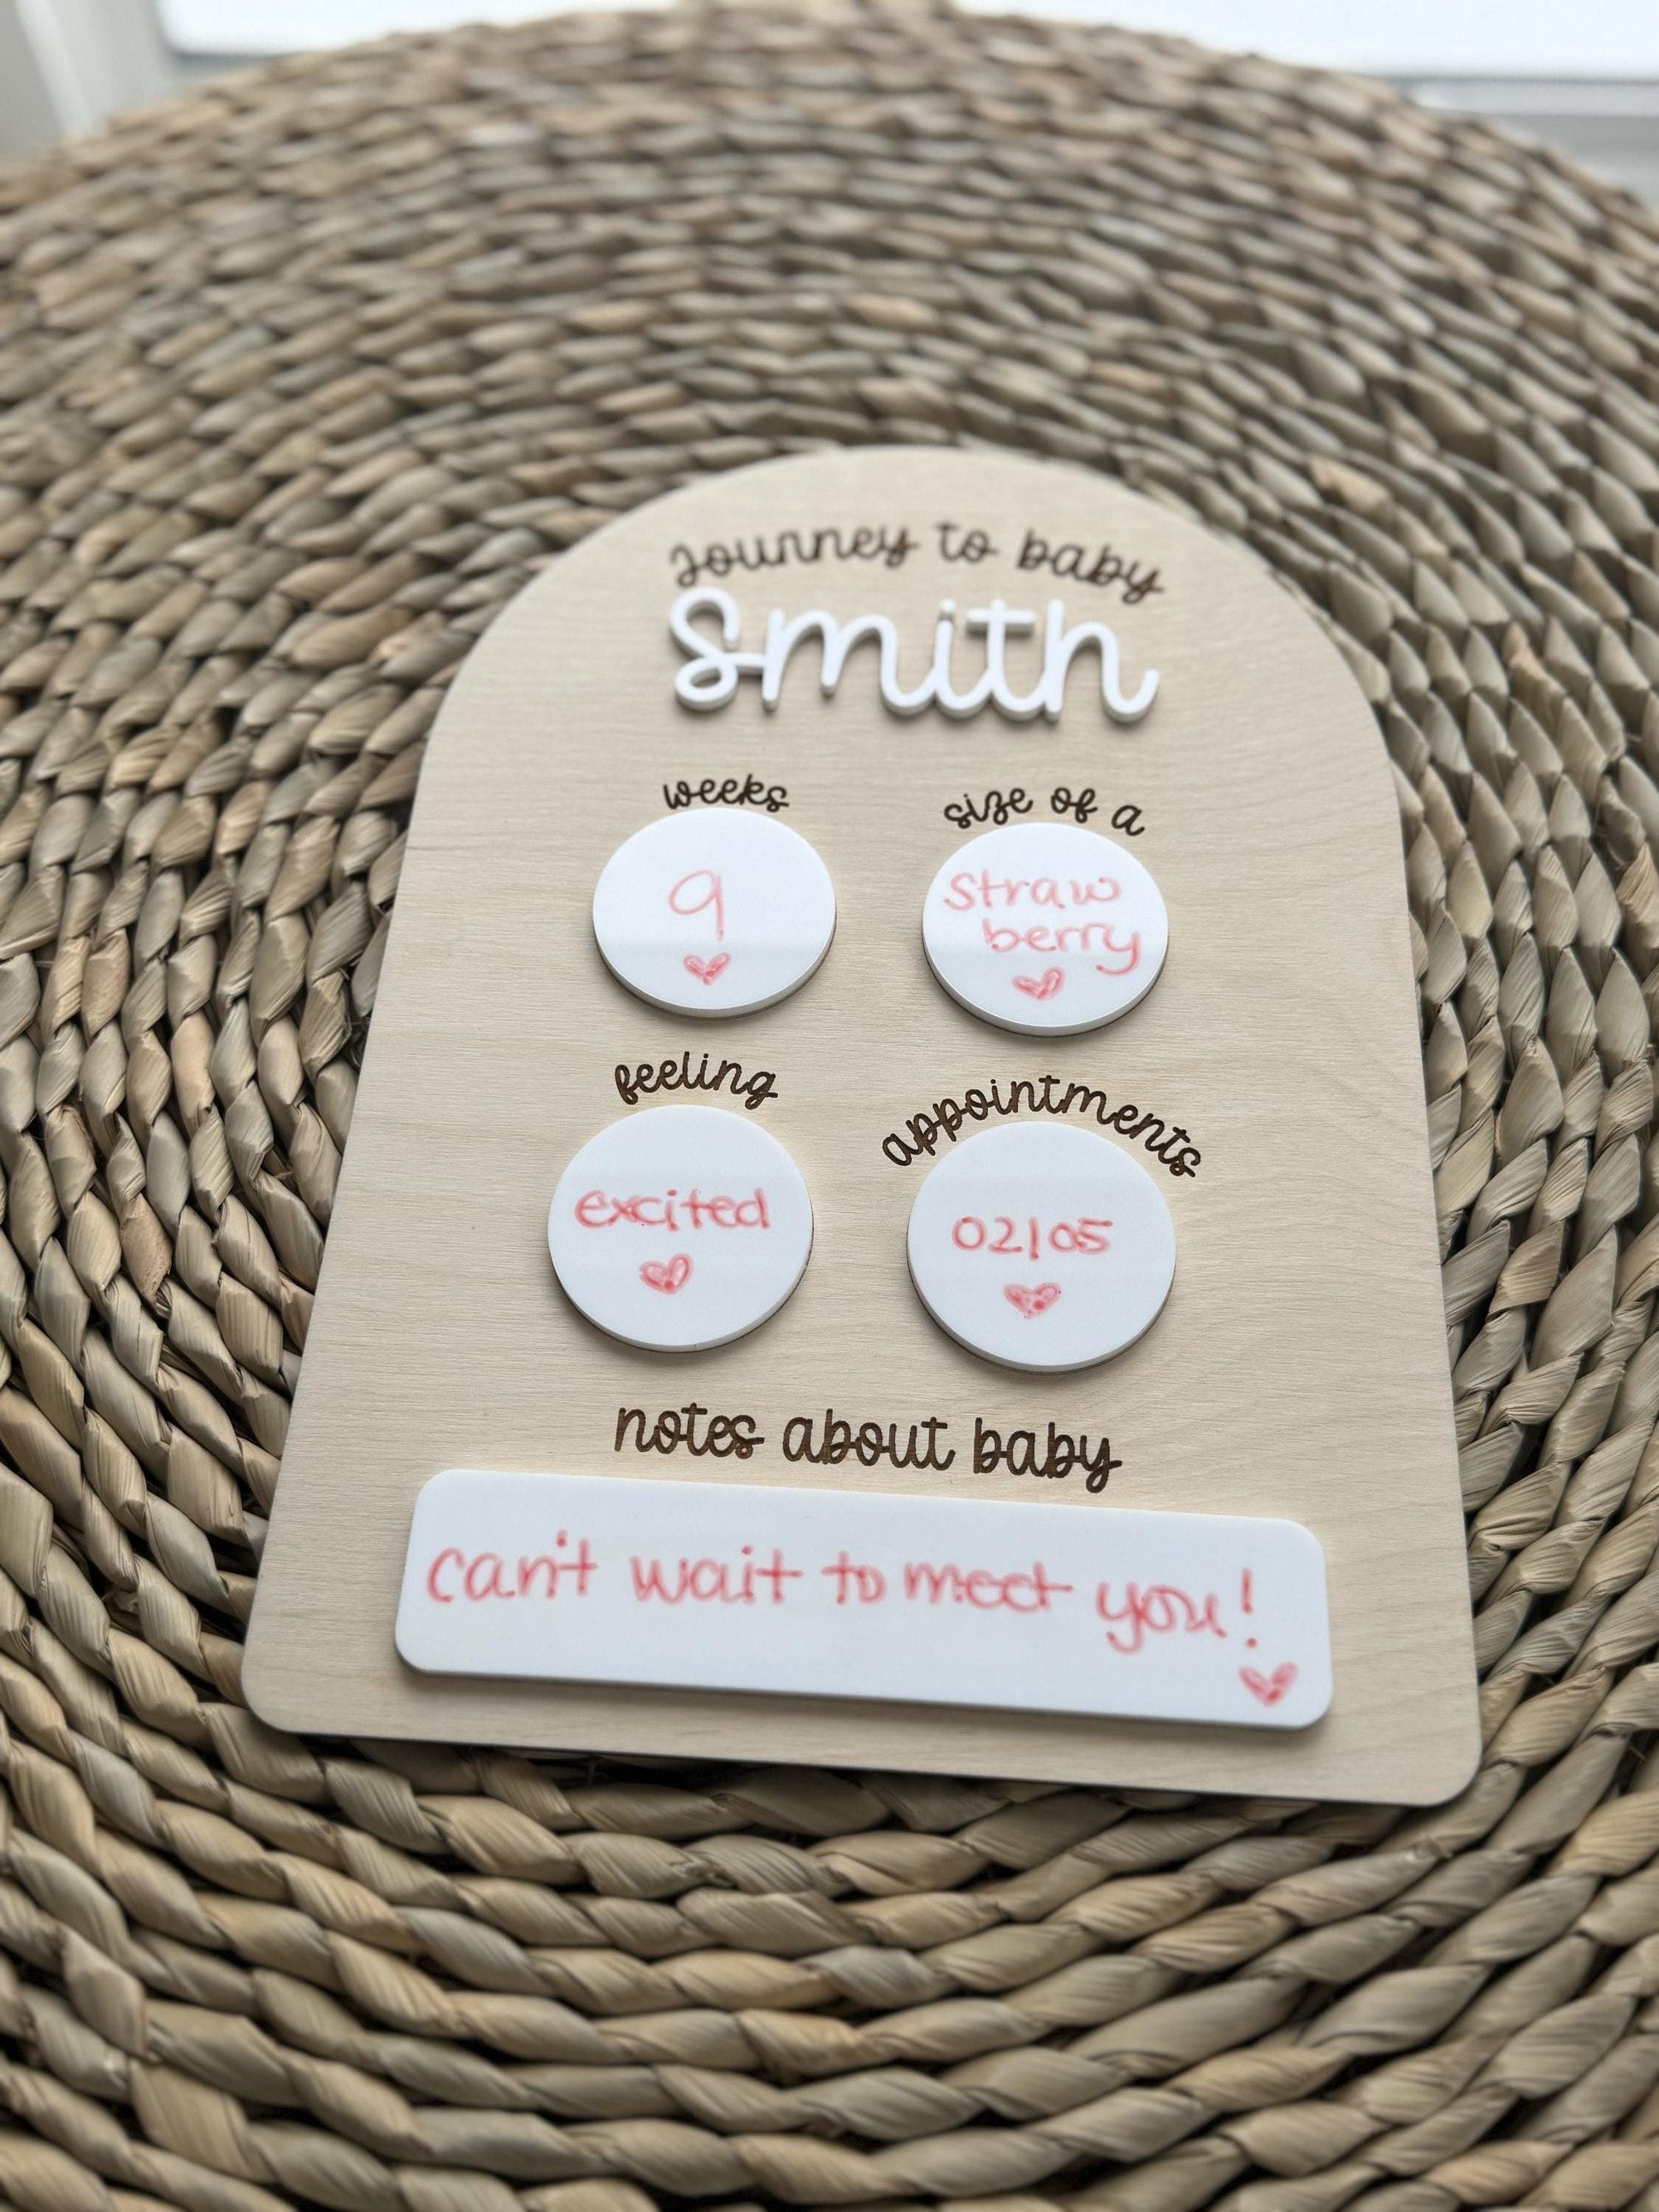 Journey to baby
Smith
weeks
9
size of a
straw
berry
feeling
excited
appointments
02/05
notes about baby
can't wait to meet you!